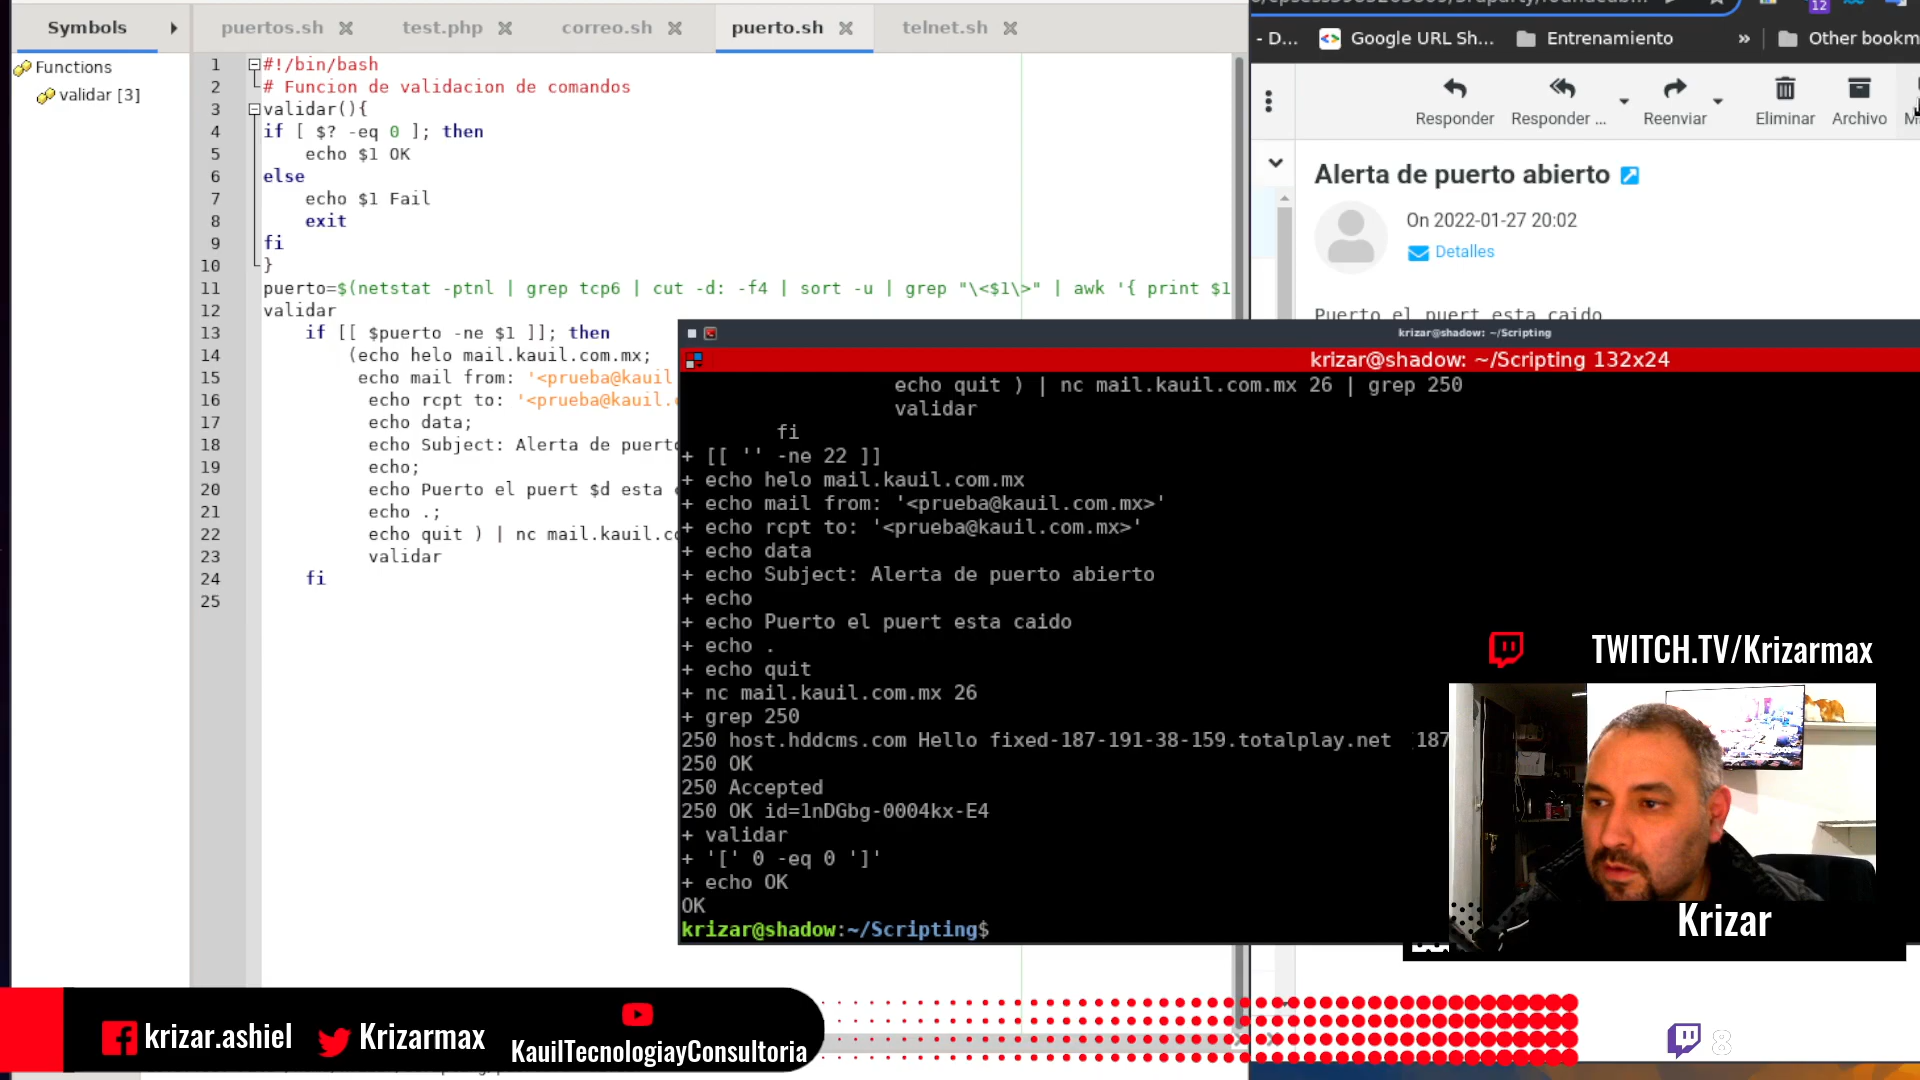 Symbols
puertos.sh
test.php
correo.sh
puerto.sh
telnet.sh
Functions
validar [3]
1 #!/bin/bash
2 # Funcion de validacion de comandos
3 validar(){
4 if [ $? -eq 0 ]; then
5 echo $1 OK
6 else
7 echo $1 Fail
8 exit
9 fi
10 }
11 puerto=$(netstat -ptnl | grep tcp6 | cut -d: -f4 | sort -u | grep "\<$1\>" | awk '{ print $1
12 validar
13 if [[ $puerto -ne $1 ]]; then
14 (echo helo mail.kauil.com.mx;
15 echo mail from: '<prueba@kauil
16 echo rcpt to: '<prueba@kauil.
17 echo data;
18 echo Subject: Alerta de puert
19 echo;
20 echo Puerto el puert $d esta
21 echo .;
22 echo quit ) | nc mail.kauil.c
23 validar
24 fi
25
12
- D...
Google URL Sh...
Entrenamiento
»
Other bookm
Responder
Responder ...
Reenviar
Eliminar
Archivo
Alerta de puerto abierto
On 2022-01-27 20:02
Detalles
Puerto el puert esta caido
krizar@shadow: ~/Scripting
krizar@shadow: ~/Scripting 132x24
echo quit ) | nc mail.kauil.com.mx 26 | grep 250
validar
fi
+ [[ '' -ne 22 ]]
+ echo helo mail.kauil.com.mx
+ echo mail from: '<prueba@kauil.com.mx>'
+ echo rcpt to: '<prueba@kauil.com.mx>'
+ echo data
+ echo Subject: Alerta de puerto abierto
+ echo
+ echo Puerto el puert esta caido
+ echo .
+ echo quit
+ nc mail.kauil.com.mx 26
+ grep 250
250 host.hddcms.com Hello fixed-187-191-38-159.totalplay.net [187
250 OK
250 Accepted
250 OK id=1nDGbg-0004kx-E4
+ validar
+ '[' 0 -eq 0 ']'
+ echo OK
OK
krizar@shadow:~/Scripting$
TWITCH.TV/Krizarmax
Krizar
krizar.ashiel
Krizarmax
KauilTecnologiayConsultoria
8